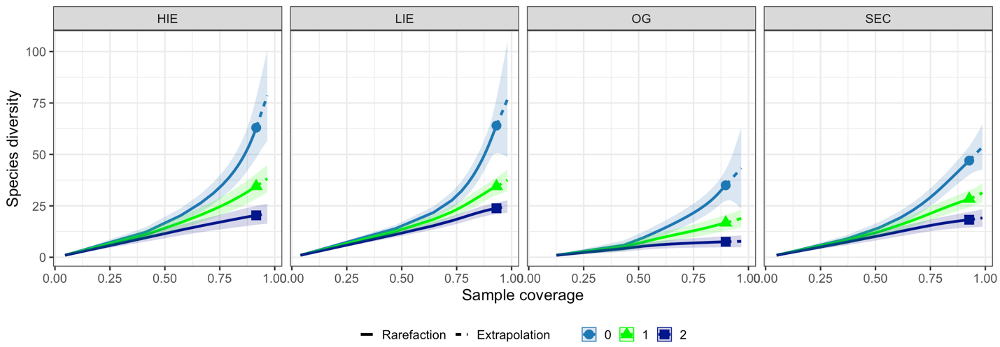 HIE LIE OG SEC
Species diversity
100
75
50
25
0
0.00 0.25 0.50 0.75 1.00 0.00 0.25 0.50 0.75 1.00 0.00 0.25 0.50 0.75 1.00 0.00 0.25 0.50 0.75 1.00
Sample coverage
Rarefaction Extrapolation 0 1 2